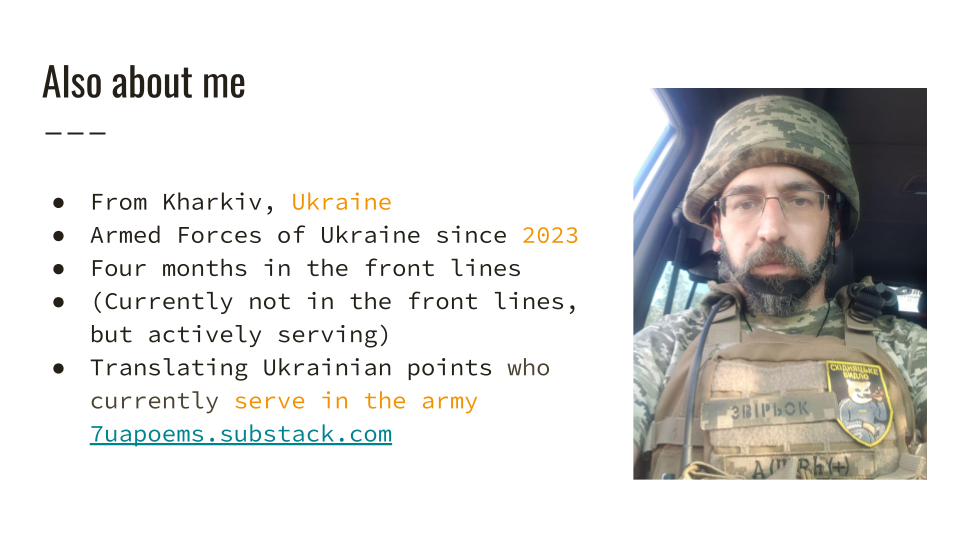 Also about me
● From Kharkiv, Ukraine
● Armed Forces of Ukraine since 2023
● Four months in the front lines
● (Currently not in the front lines,
but actively serving)
● Translating Ukrainian points who
currently serve in the army
7uapoems.substack.com
СХІДНЯЦЬКЕ
БИДЛО
ЗВІРЬОК
Rh(+)